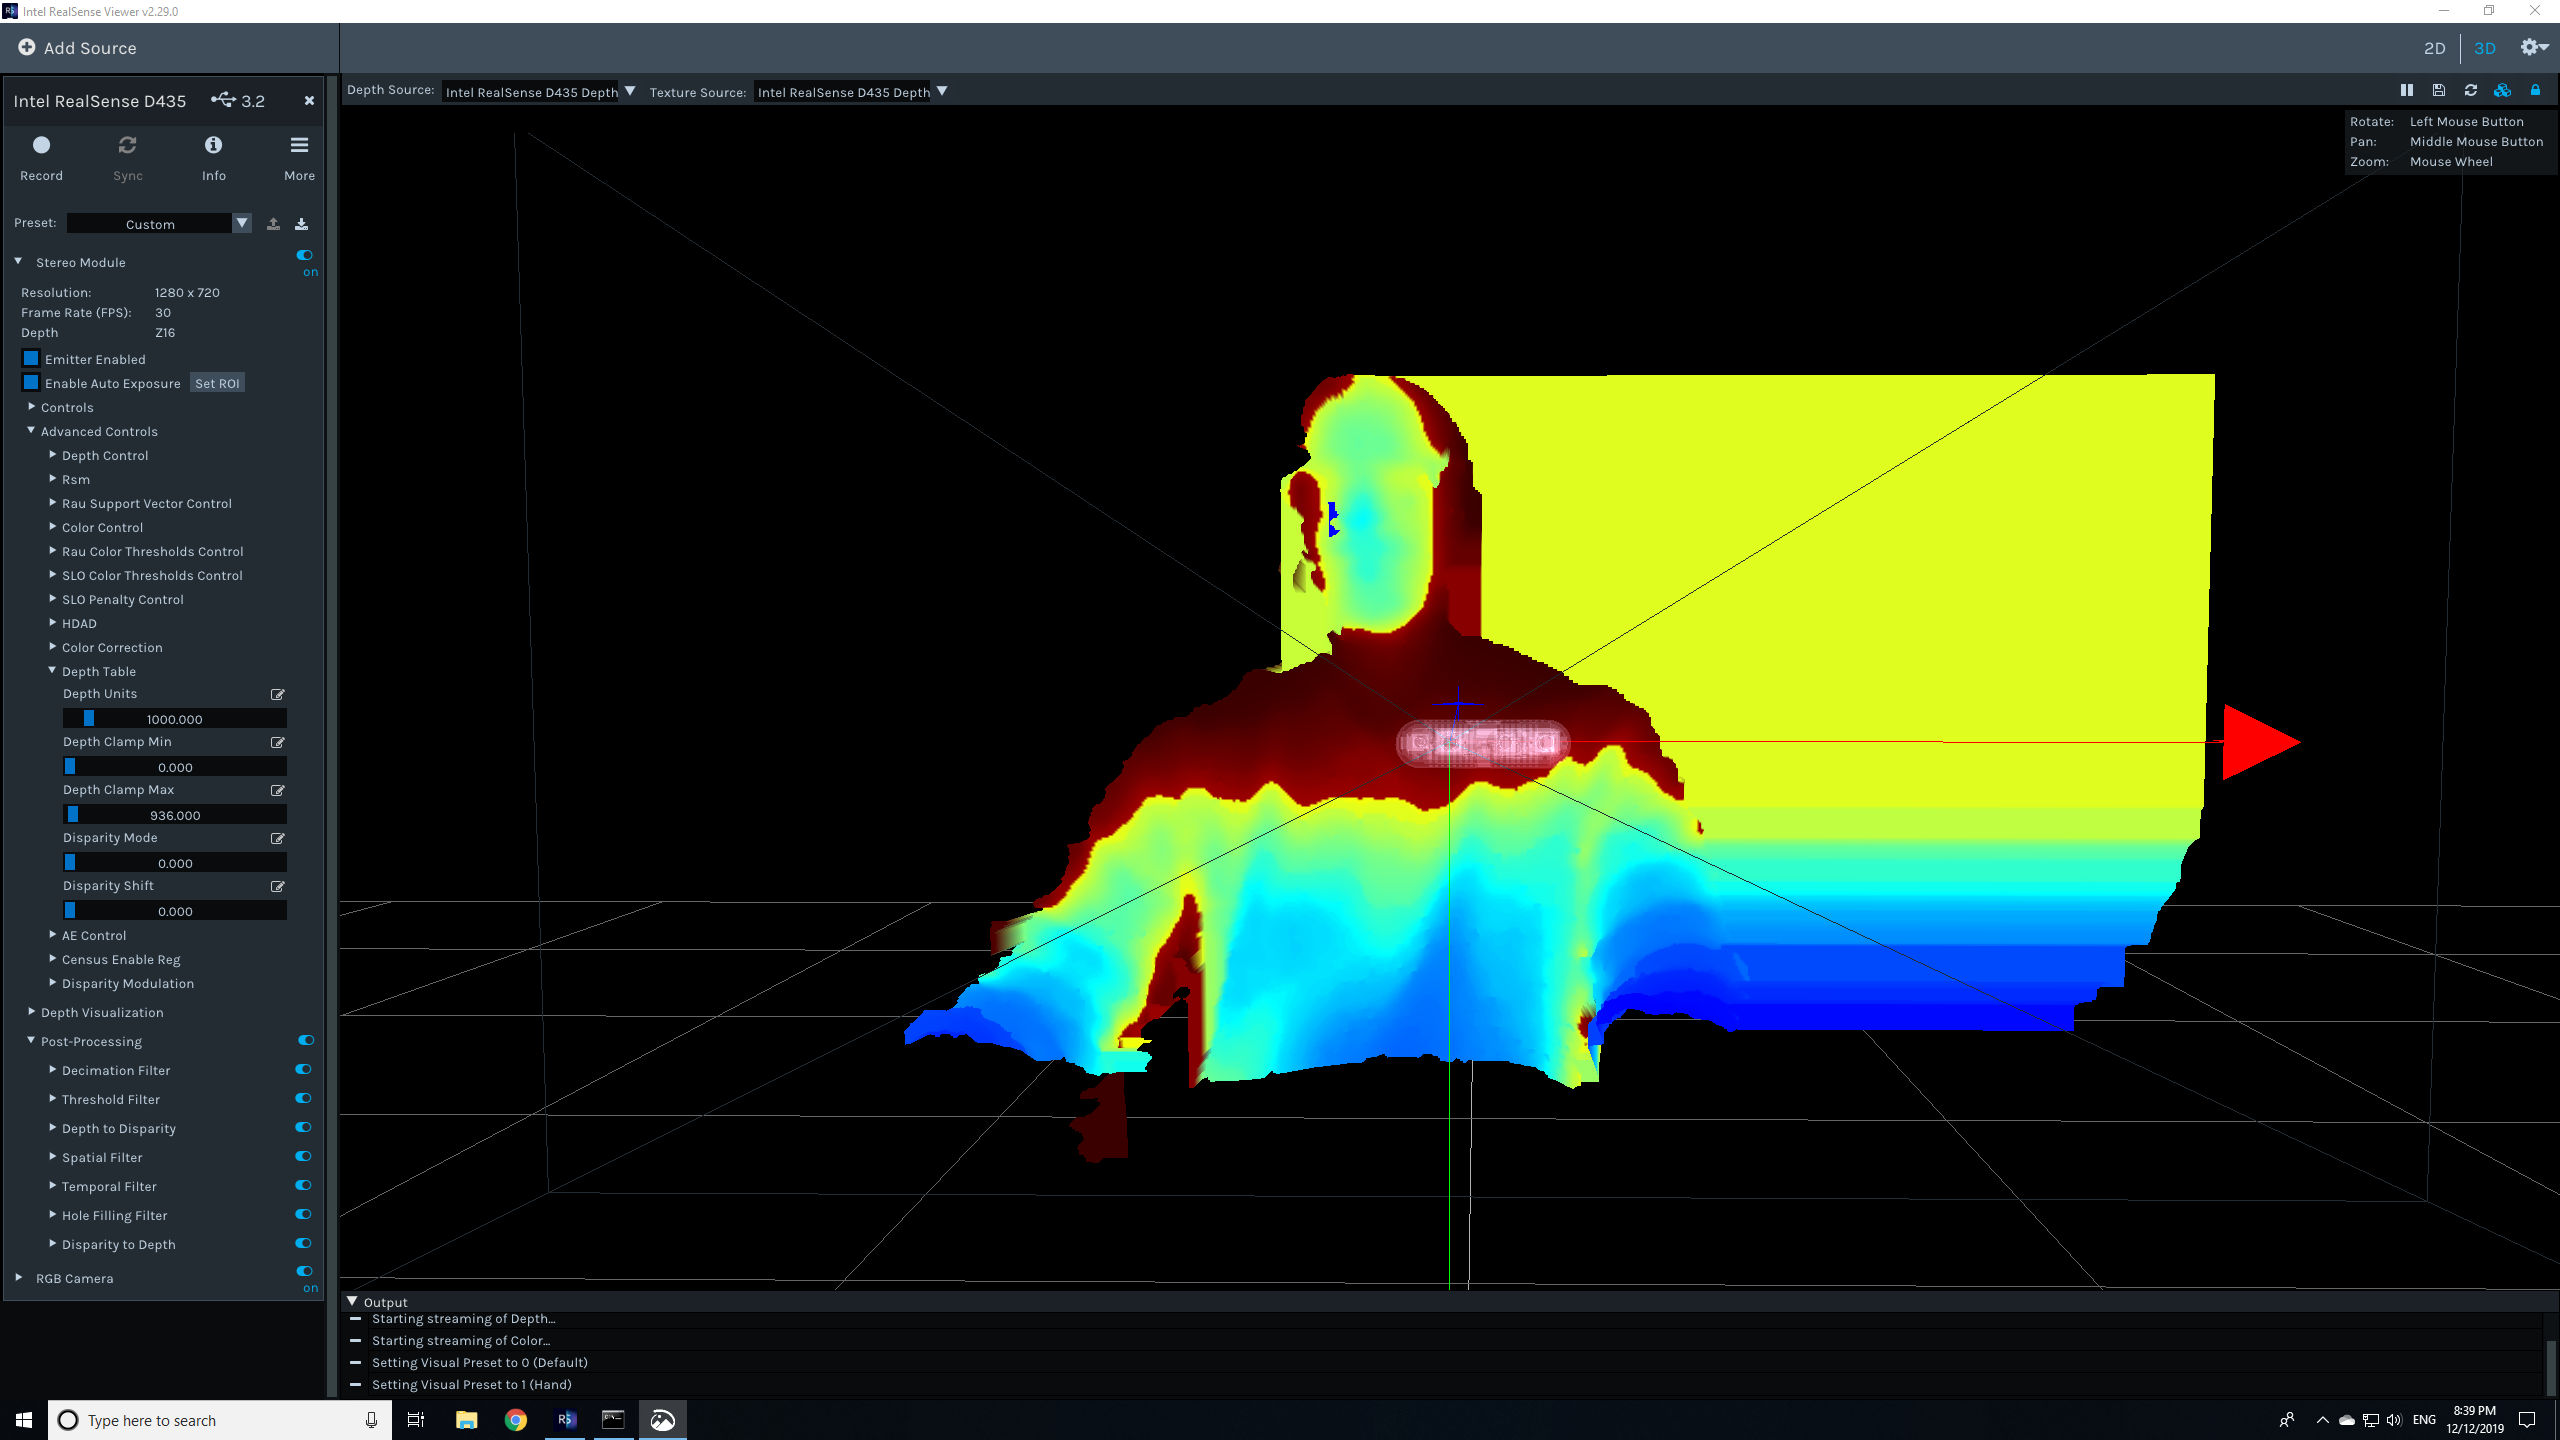 Intel RealSense Viewer v2.29.0
Add Source
2D
3D
Intel RealSense D435
3.2
Depth Source:
Intel RealSense D435 Depth
Texture Source:
Intel RealSense D435 Depth
Rotate: Left Mouse Button
Pan: Middle Mouse Button
Zoom: Mouse Wheel
Record
Sync
Info
More
Preset:
Custom
Stereo Module
on
Resolution: 1280 x 720
Frame Rate (FPS): 30
Depth Z16
Emitter Enabled
Enable Auto Exposure
Set ROI
Controls
Advanced Controls
Depth Control
Rsm
Rau Support Vector Control
Color Control
Rau Color Thresholds Control
SLO Color Thresholds Control
SLO Penalty Control
HDAD
Color Correction
Depth Table
Depth Units
1000.000
Depth Clamp Min
0.000
Depth Clamp Max
936.000
Disparity Mode
0.000
Disparity Shift
0.000
AE Control
Census Enable Reg
Disparity Modulation
Depth Visualization
Post-Processing
Decimation Filter
Threshold Filter
Depth to Disparity
Spatial Filter
Temporal Filter
Hole Filling Filter
Disparity to Depth
RGB Camera
on
Output
Starting streaming of Depth...
Starting streaming of Color...
Setting Visual Preset to 0 (Default)
Setting Visual Preset to 1 (Hand)
Type here to search
RS
ENG
8:39 PM
12/12/2019